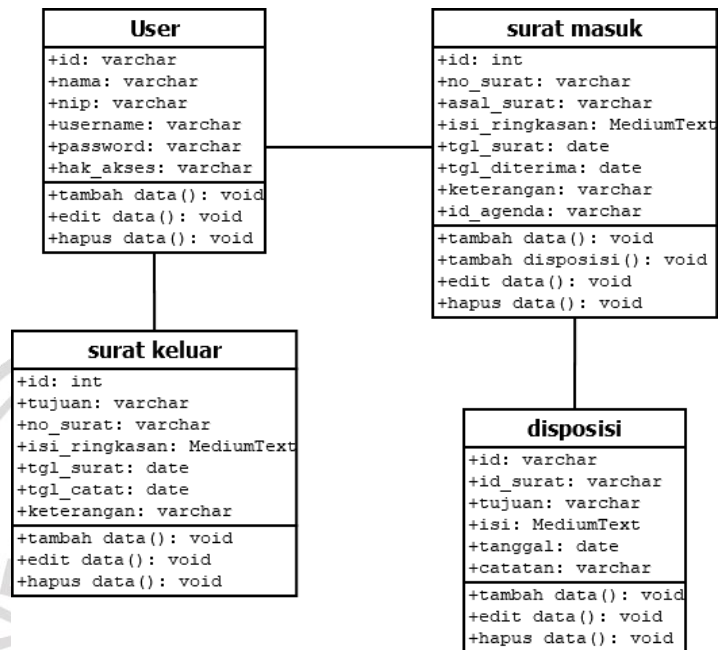 User
+id: varchar
+nama: varchar
+nip: varchar
+username: varchar
+password: varchar
+hak_akses: varchar
+tambah data(): void
+edit data(): void
+hapus data(): void
surat masuk
+id: int
+no_surat: varchar
+asal_surat: varchar
+isi_ringkasan: MediumText
+tgl_surat: date
+tgl_diterima: date
+keterangan: varchar
+id_agenda: varchar
+tambah data(): void
+tambah disposisi(): void
+edit data(): void
+hapus data(): void
surat keluar
+id: int
+tujuan: varchar
+no_surat: varchar
+isi_ringkasan: MediumText
+tgl_surat: date
+tgl_catat: date
+keterangan: varchar
+tambah data(): void
+edit data(): void
+hapus data(): void
disposisi
+id: varchar
+id_surat: varchar
+tujuan: varchar
+isi: MediumText
+tanggal: date
+catatan: varchar
+tambah data(): void
+edit data(): void
+hapus data(): void